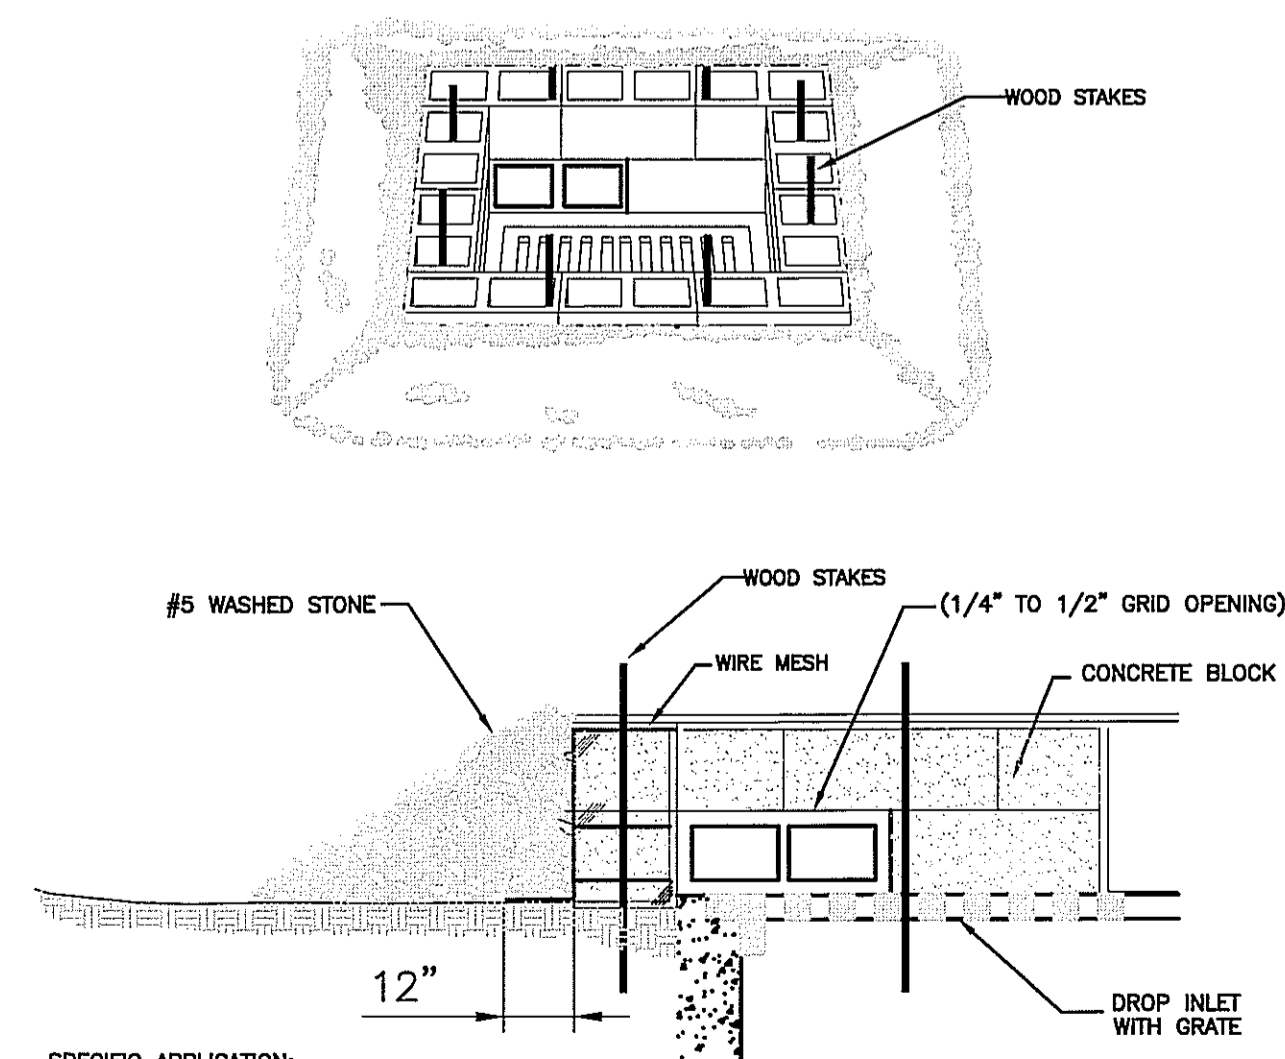 WOOD STAKES
#5 WASHED STONE
WOOD STAKES
(1/4" TO 1/2" GRID OPENING)
WIRE MESH
CONCRETE BLOCK
12"
DROP INLET
WITH GRATE
SPECIFIC APPLICATION: